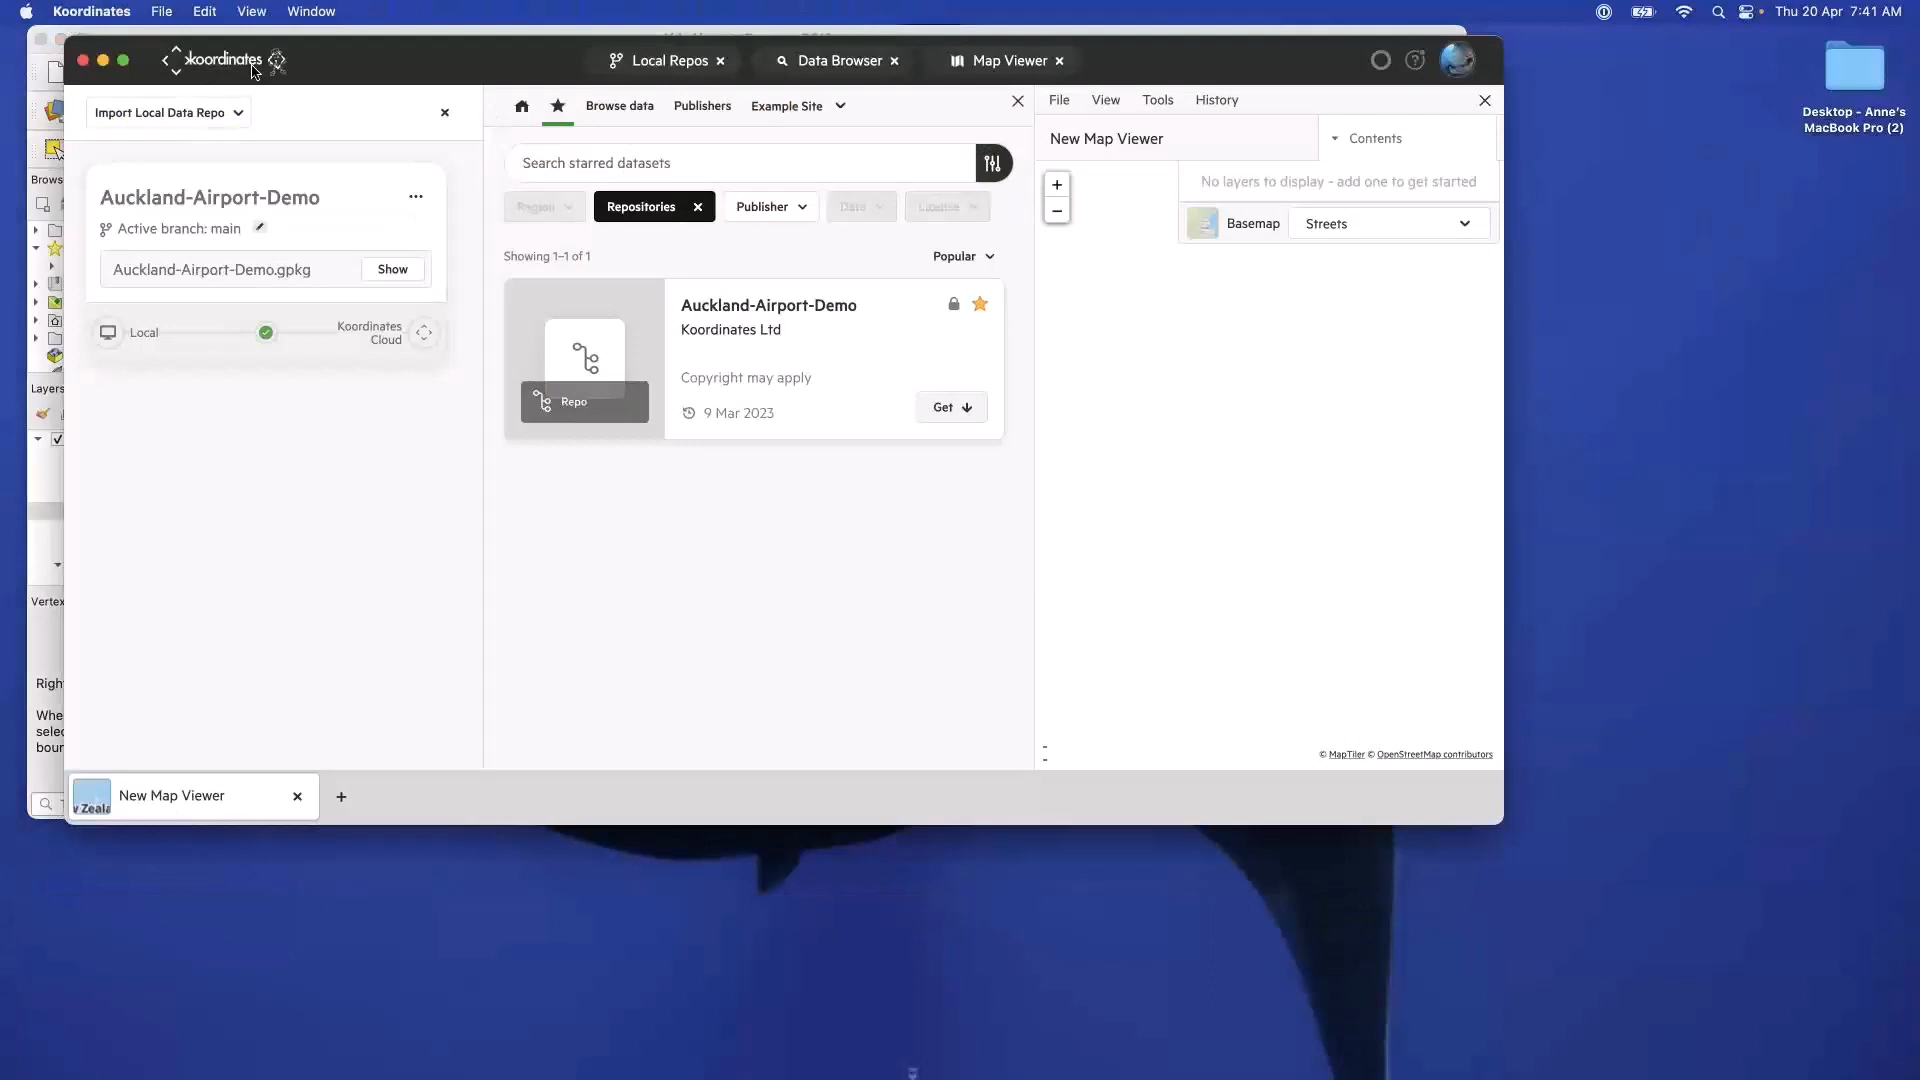 Koordinates File Edit View Window
Thu 20 Apr 7:41 AM
Desktop - Anne's
MacBook Pro (2)
koordinates
Local Repos
Data Browser
Map Viewer
Import Local Data Repo
Auckland-Airport-Demo
Active branch: main
Auckland-Airport-Demo.gpkg
Show
Local
Koordinates
Cloud
Browse data
Publishers
Example Site
Search starred datasets
Region
Repositories
Publisher
Data
License
Showing 1–1 of 1
Popular
Auckland-Airport-Demo
Koordinates Ltd
Copyright may apply
Repo
9 Mar 2023
Get
File View Tools History
New Map Viewer
Contents
No layers to display - add one to get started
+
−
Basemap
Streets
© MapTiler © OpenStreetMap contributors
Brows
Layers
Vertex
Right
Whe
selec
boun
New Map Viewer
+